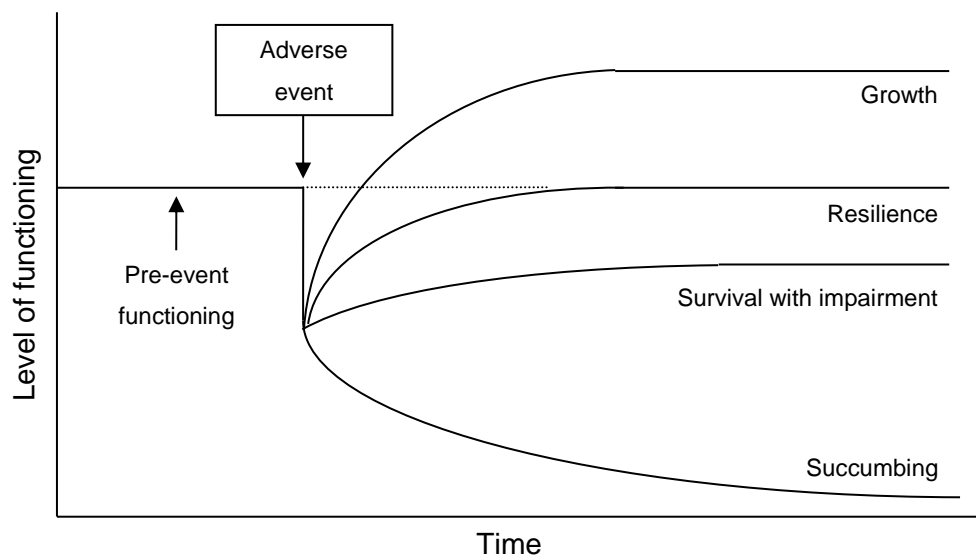 Adverse
event
Growth
Resilience
Pre-event
functioning
Survival with impairment
Succumbing
Level of functioning
Time